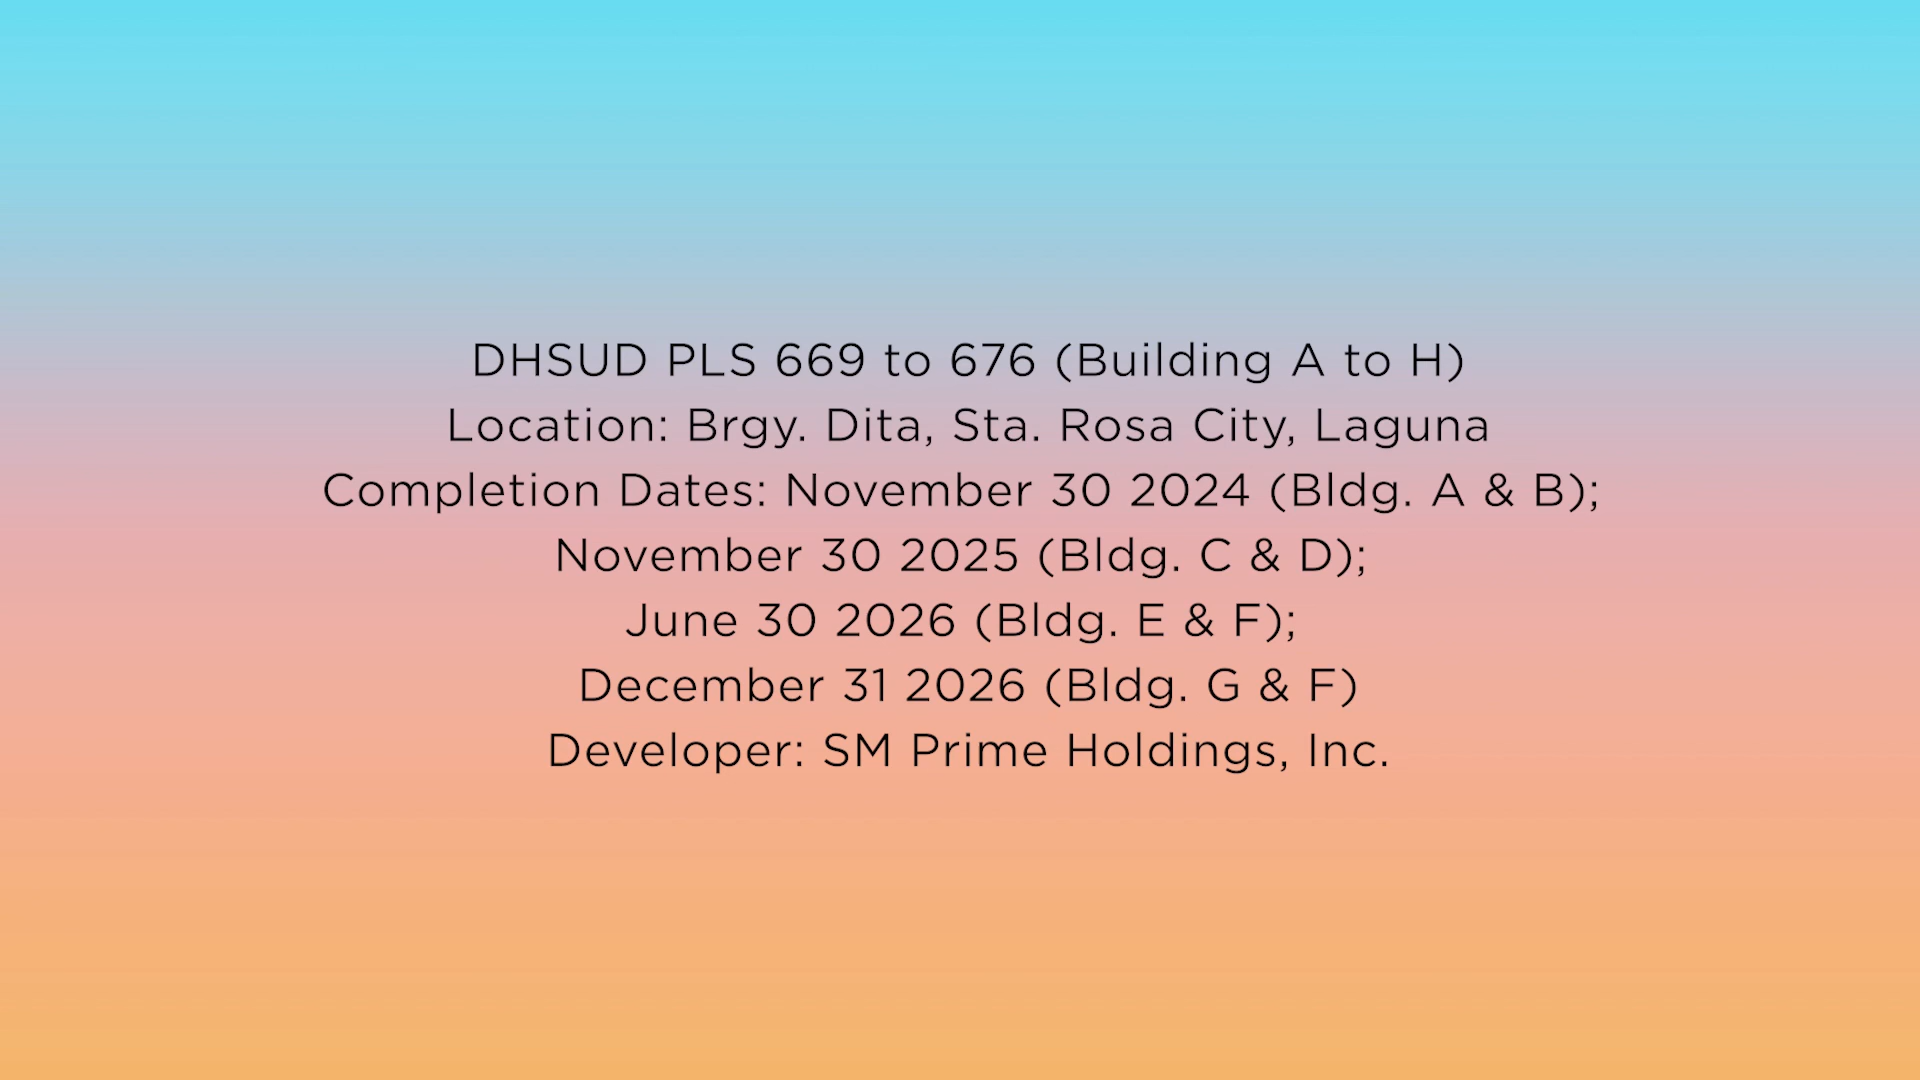 DHSUD PLS 669 to 676 (Building A to H)
Location: Brgy. Dita, Sta. Rosa City, Laguna
Completion Dates: November 30 2024 (Bldg. A & B);
November 30 2025 (Bldg. C & D);
June 30 2026 (Bldg. E & F);
December 31 2026 (Bldg. G & F)
Developer: SM Prime Holdings, Inc.